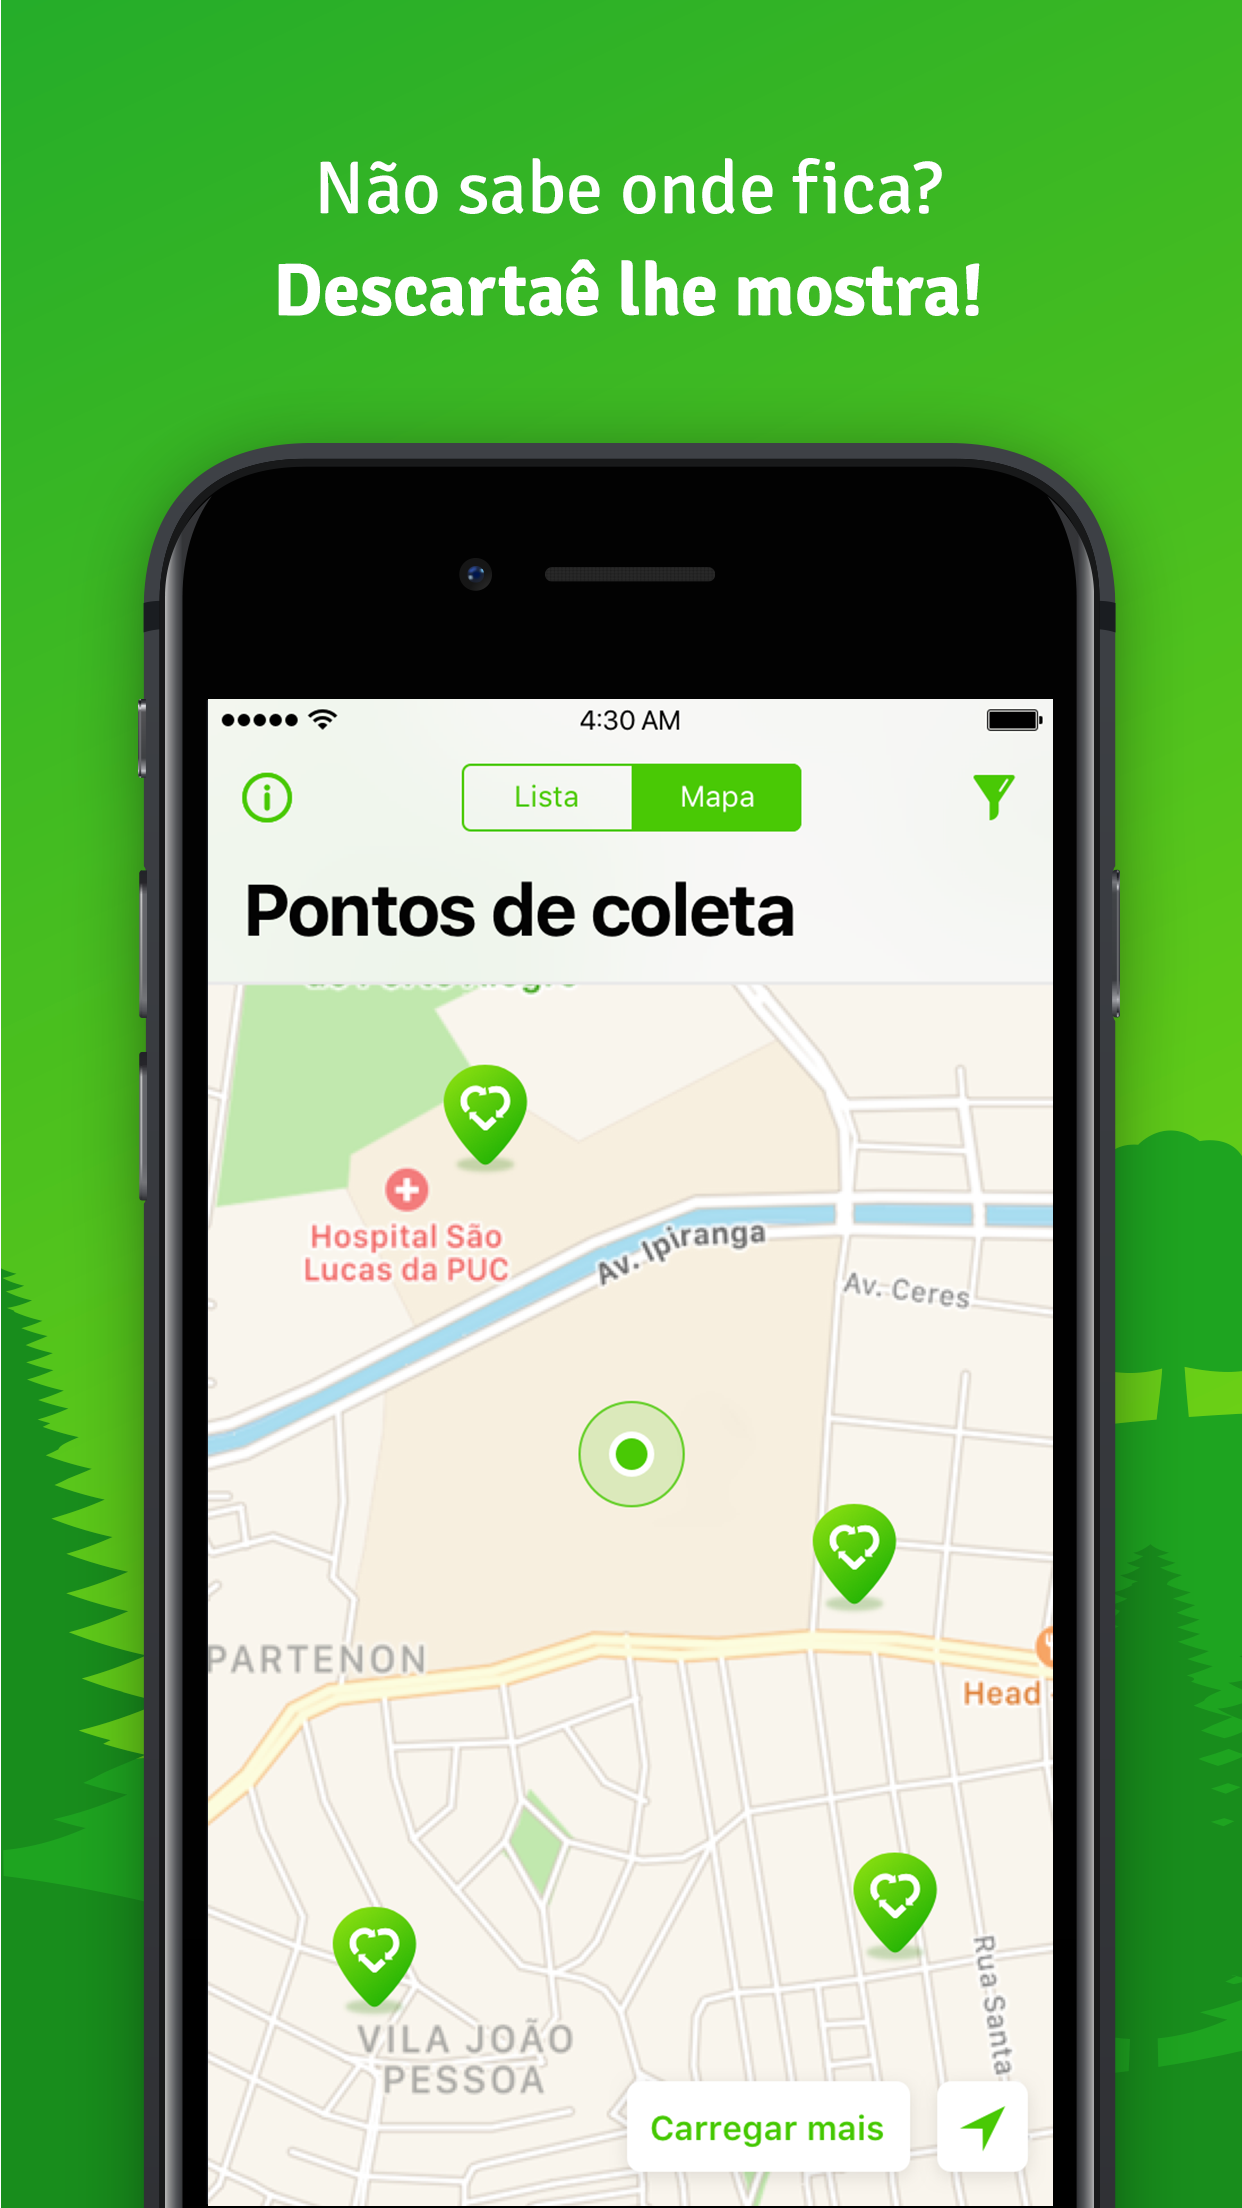 Não sabe onde fica?
Descartaê lhe mostra!
4:30 AM
Lista
Mapa
Pontos de coleta
Hospital São
Lucas da PUC
Av. Ipiranga
Av. Ceres
PARTENON
Head
Rua Santa
VILA JOÃO
PESSOA
Carregar mais